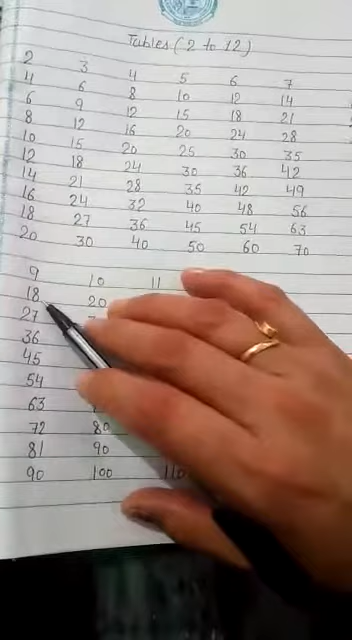 Tables (2 to 12)
2 3 4 5 6 7
4 6 8 10 12 14
6 9 12 15 18 21
8 12 16 20 24 28
10 15 20 25 30 35
12 18 24 30 36 42
14 21 28 35 42 49
16 24 32 40 48 56
18 27 36 45 54 63
20 30 40 50 60 70
9 10 11
18 20
27
36
45
54
63
72 80
81 90
90 100 110